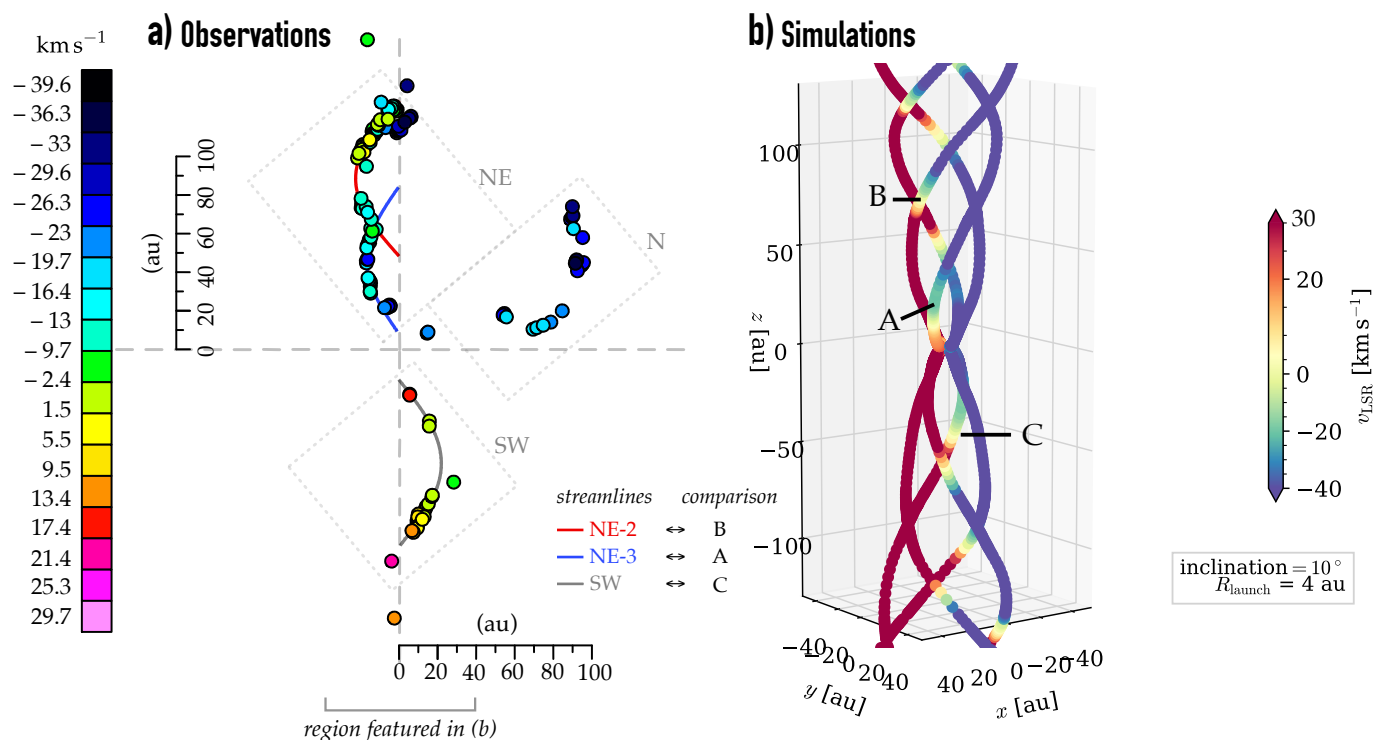 a) Observations
b) Simulations
km s⁻¹
−39.6
−36.3
−33
−29.6
−26.3
−23
−19.7
−16.4
−13
−9.7
−2.4
1.5
5.5
9.5
13.4
17.4
21.4
25.3
29.7
(au)
100
80
60
40
20
0
NE
N
SW
streamlines comparison
NE-2 ↔ B
NE-3 ↔ A
SW ↔ C
(au)
0 20 40 60 80 100
region featured in (b)
100
50
0
−50
−100
z [au]
B
A
C
−40
−20
0
20
40
y [au]
40
20
0
−20
−40
x [au]
30
20
0
−20
−40
v_LSR [km s⁻¹]
inclination = 10°
R_launch = 4 au